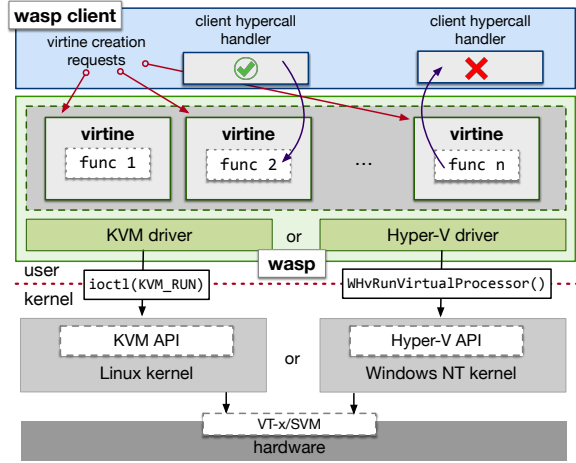 wasp client
client hypercall
handler
client hypercall
handler
virtine creation
requests
virtine
func 1
virtine
func 2
...
virtine
func n
KVM driver
or
Hyper-V driver
wasp
user
kernel
ioctl(KVM_RUN)
WHvRunVirtualProcessor()
KVM API
Linux kernel
or
Hyper-V API
Windows NT kernel
VT-x/SVM
hardware